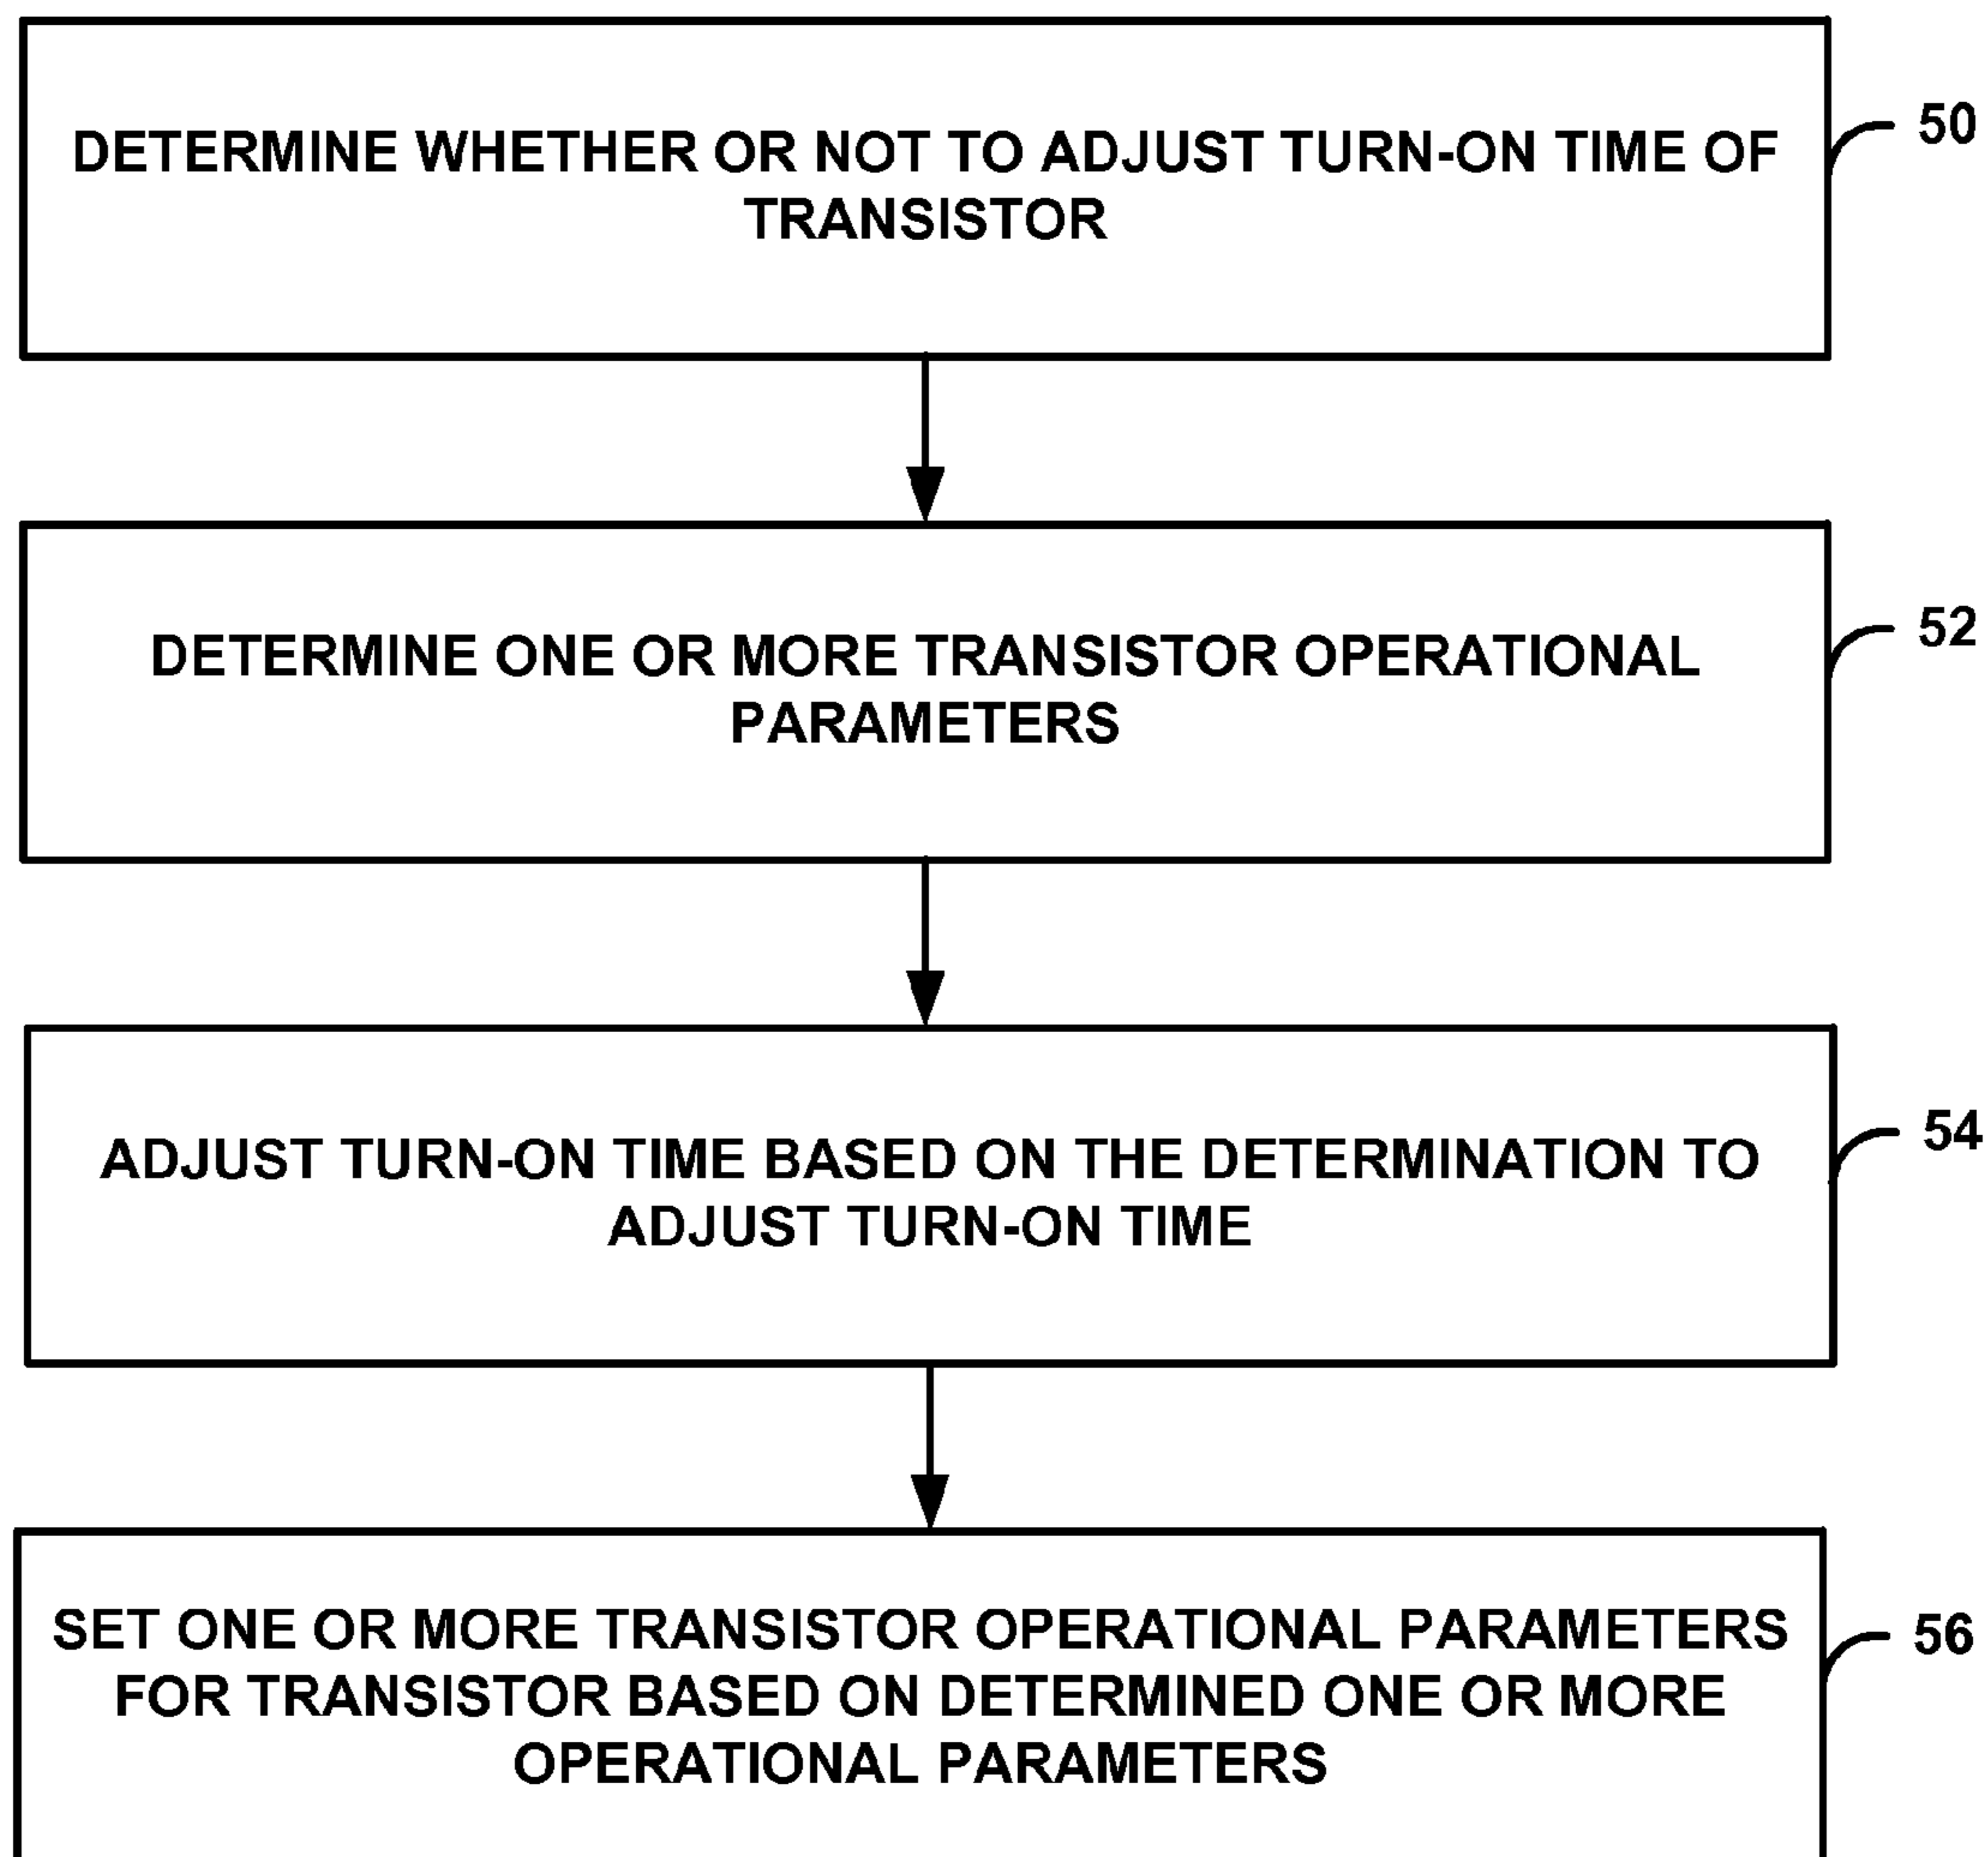 DETERMINE WHETHER OR NOT TO ADJUST TURN-ON TIME OF
TRANSISTOR
50
DETERMINE ONE OR MORE TRANSISTOR OPERATIONAL
PARAMETERS
52
ADJUST TURN-ON TIME BASED ON THE DETERMINATION TO
ADJUST TURN-ON TIME
54
SET ONE OR MORE TRANSISTOR OPERATIONAL PARAMETERS
FOR TRANSISTOR BASED ON DETERMINED ONE OR MORE
OPERATIONAL PARAMETERS
56